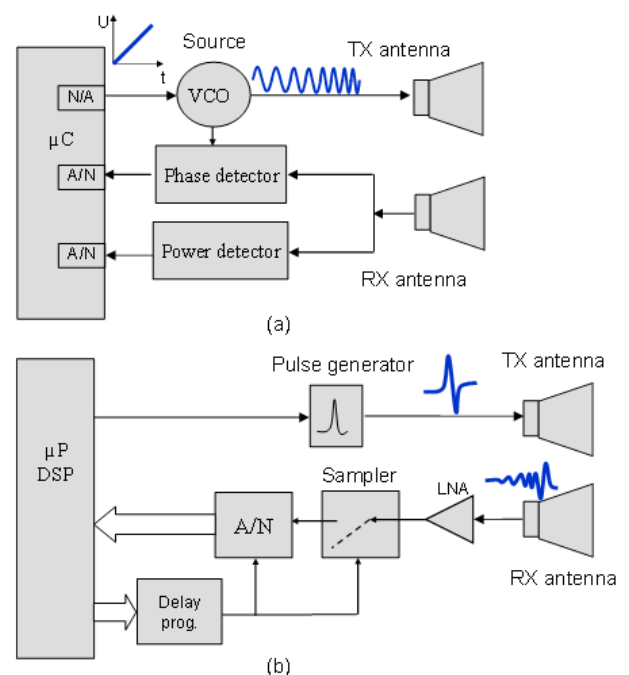 U
t
Source
TX antenna
N/A
VCO
μC
A/N
Phase detector
A/N
Power detector
RX antenna
(a)
Pulse generator
TX antenna
μP
DSP
Sampler
LNA
A/N
RX antenna
Delay
prog.
(b)